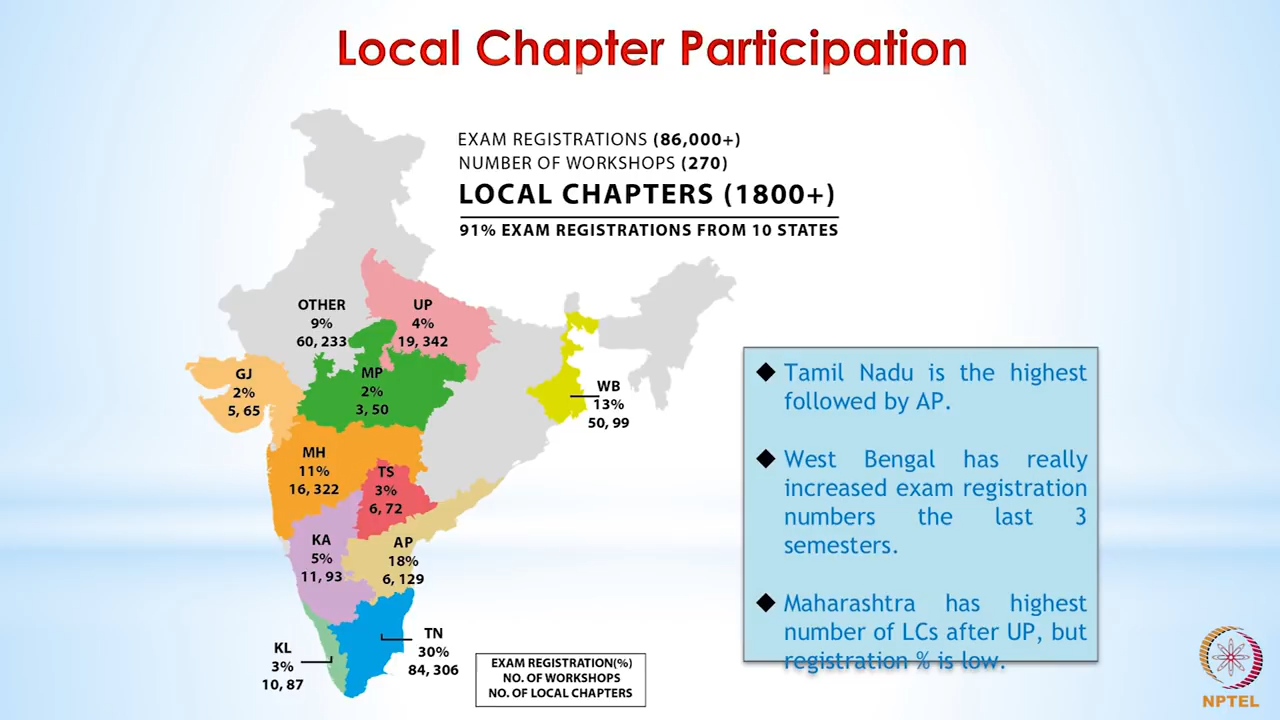 Local Chapter Participation
EXAM REGISTRATIONS (86,000+)
NUMBER OF WORKSHOPS (270)
LOCAL CHAPTERS (1800+)
91% EXAM REGISTRATIONS FROM 10 STATES
OTHER
9%
60, 233
UP
4%
19, 342
GJ
2%
5, 65
MP
2%
3, 50
WB
13%
50, 99
MH
11%
16, 322
TS
3%
6, 72
KA
5%
11, 93
AP
18%
6, 129
KL
3%
10, 87
TN
30%
84, 306
EXAM REGISTRATION(%)
NO. OF WORKSHOPS
NO. OF LOCAL CHAPTERS
Tamil Nadu is the highest
followed by AP.
West Bengal has really
increased exam registration
numbers the last 3
semesters.
Maharashtra has highest
number of LCs after UP, but
registration % is low.
NPTEL